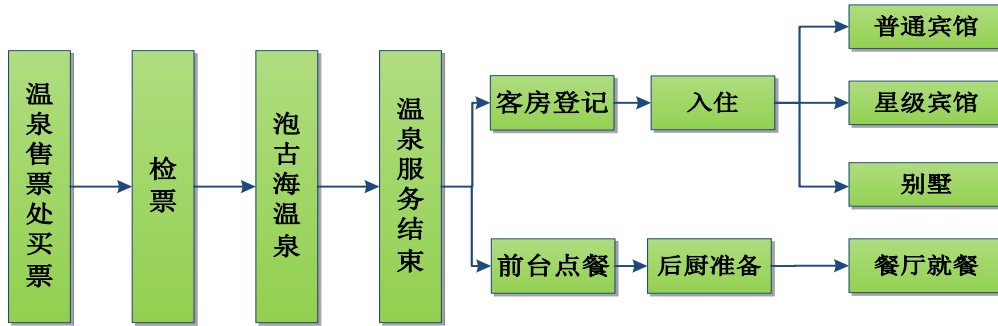 温泉售票处买票
检票
泡古海温泉
温泉服务结束
客房登记
入住
普通宾馆
星级宾馆
别墅
前台点餐
后厨准备
餐厅就餐